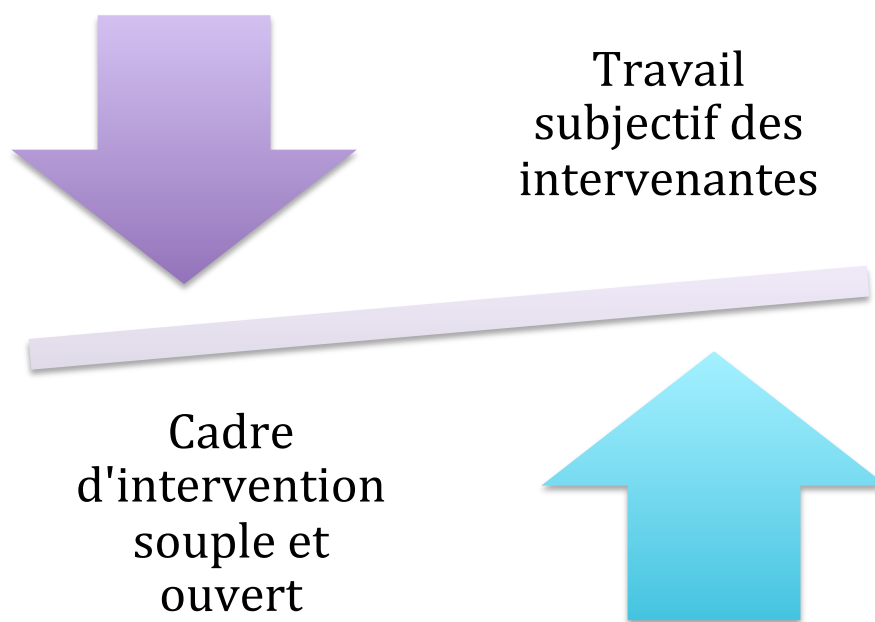 Travail
subjectif des
intervenantes
Cadre
d'intervention
souple et
ouvert